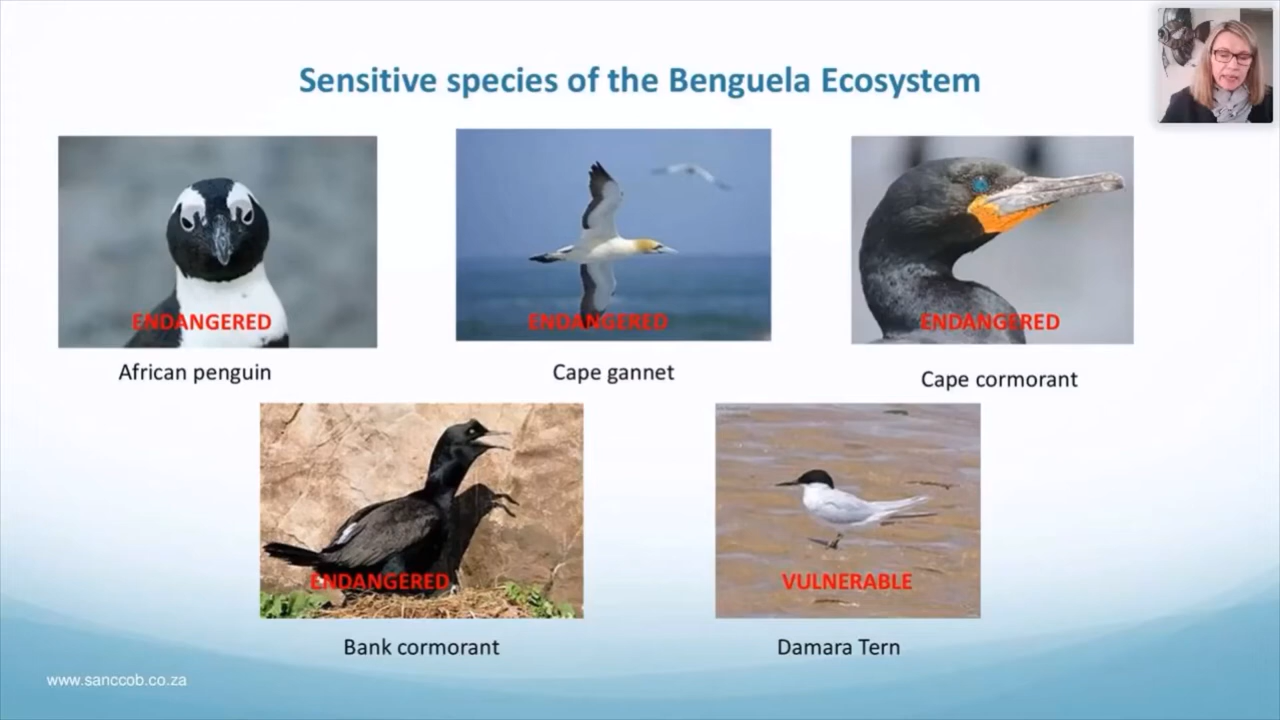 Sensitive species of the Benguela Ecosystem
ENDANGERED
ENDANGERED
ENDANGERED
African penguin
Cape gannet
Cape cormorant
ENDANGERED
VULNERABLE
Bank cormorant
Damara Tern
www.sanccob.co.za